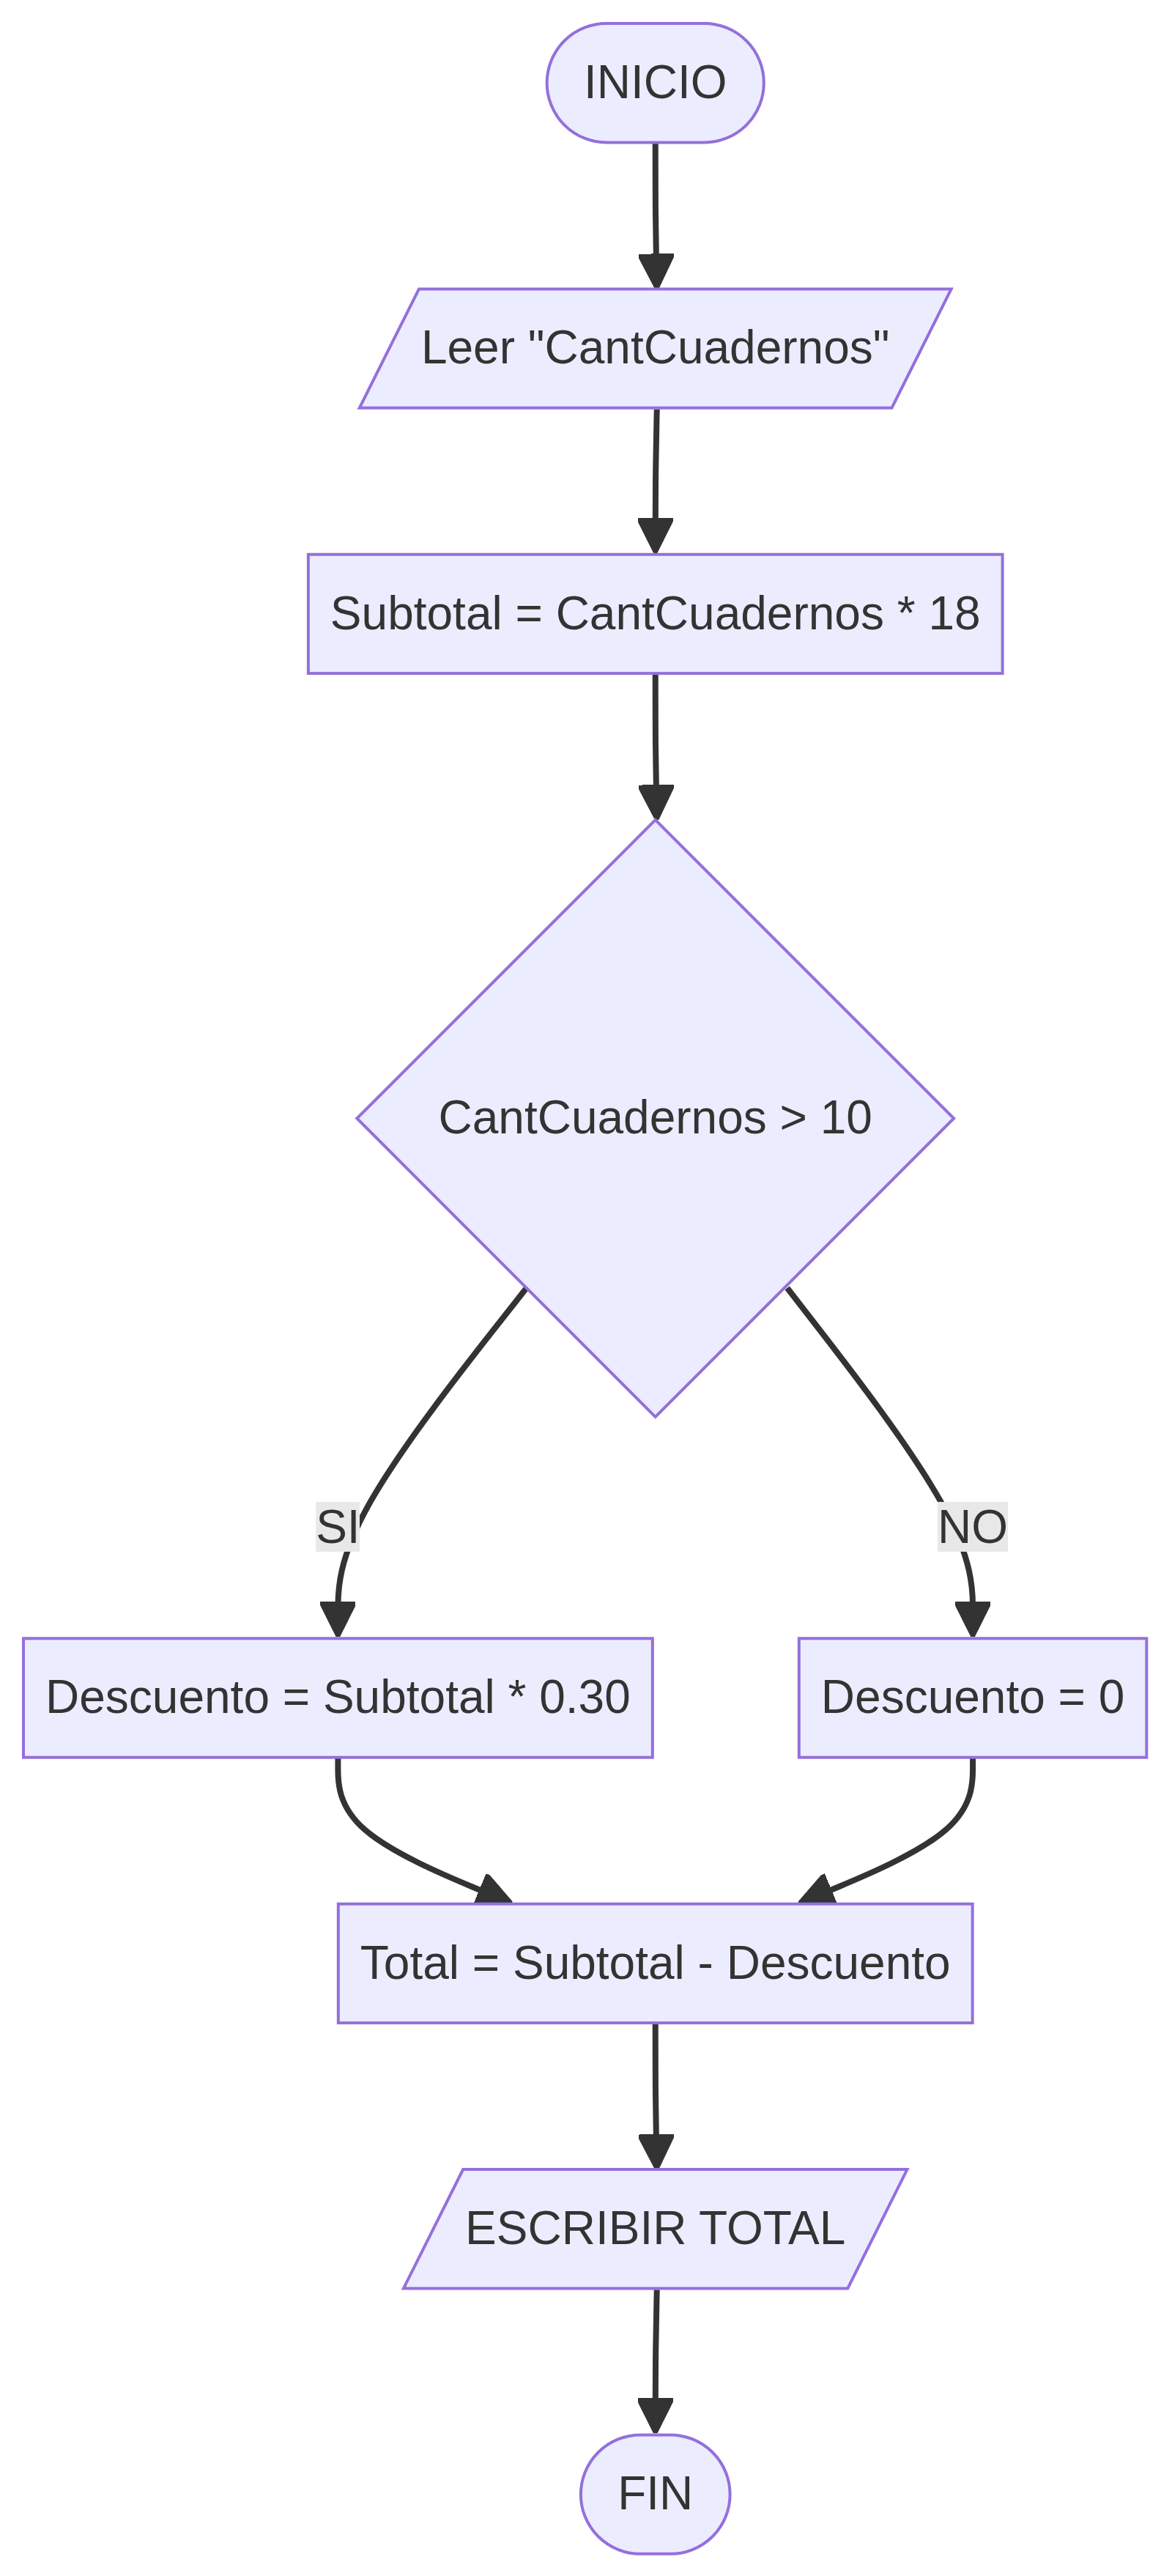 INICIO
Leer "CantCuadernos"
Subtotal = CantCuadernos * 18
CantCuadernos > 10
SI
NO
Descuento = Subtotal * 0.30
Descuento = 0
Total = Subtotal - Descuento
ESCRIBIR TOTAL
FIN